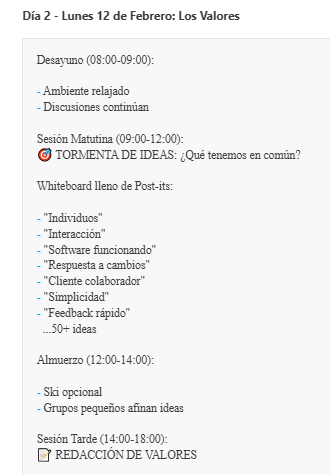 Día 2 - Lunes 12 de Febrero: Los Valores
Desayuno (08:00-09:00):
- Ambiente relajado
- Discusiones continúan
Sesión Matutina (09:00-12:00):
🎯 TORMENTA DE IDEAS: ¿Qué tenemos en común?
Whiteboard lleno de Post-its:
- "Individuos"
- "Interacción"
- "Software funcionando"
- "Respuesta a cambios"
- "Cliente colaborador"
- "Simplicidad"
- "Feedback rápido"
...50+ ideas
Almuerzo (12:00-14:00):
- Ski opcional
- Grupos pequeños afinan ideas
Sesión Tarde (14:00-18:00):
📝 REDACCIÓN DE VALORES